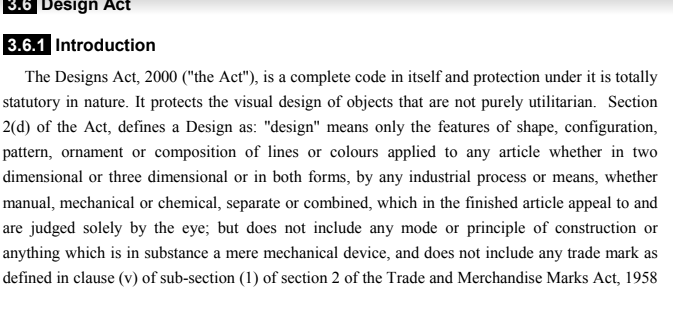 3.6 Design Act
3.6.1 Introduction
The Designs Act, 2000 ("the Act"), is a complete code in itself and protection under it is totally
statutory in nature. It protects the visual design of objects that are not purely utilitarian. Section
2(d) of the Act, defines a Design as: "design" means only the features of shape, configuration,
pattern, ornament or composition of lines or colours applied to any article whether in two
dimensional or three dimensional or in both forms, by any industrial process or means, whether
manual, mechanical or chemical, separate or combined, which in the finished article appeal to and
are judged solely by the eye; but does not include any mode or principle of construction or
anything which is in substance a mere mechanical device, and does not include any trade mark as
defined in clause (v) of sub-section (1) of section 2 of the Trade and Merchandise Marks Act, 1958